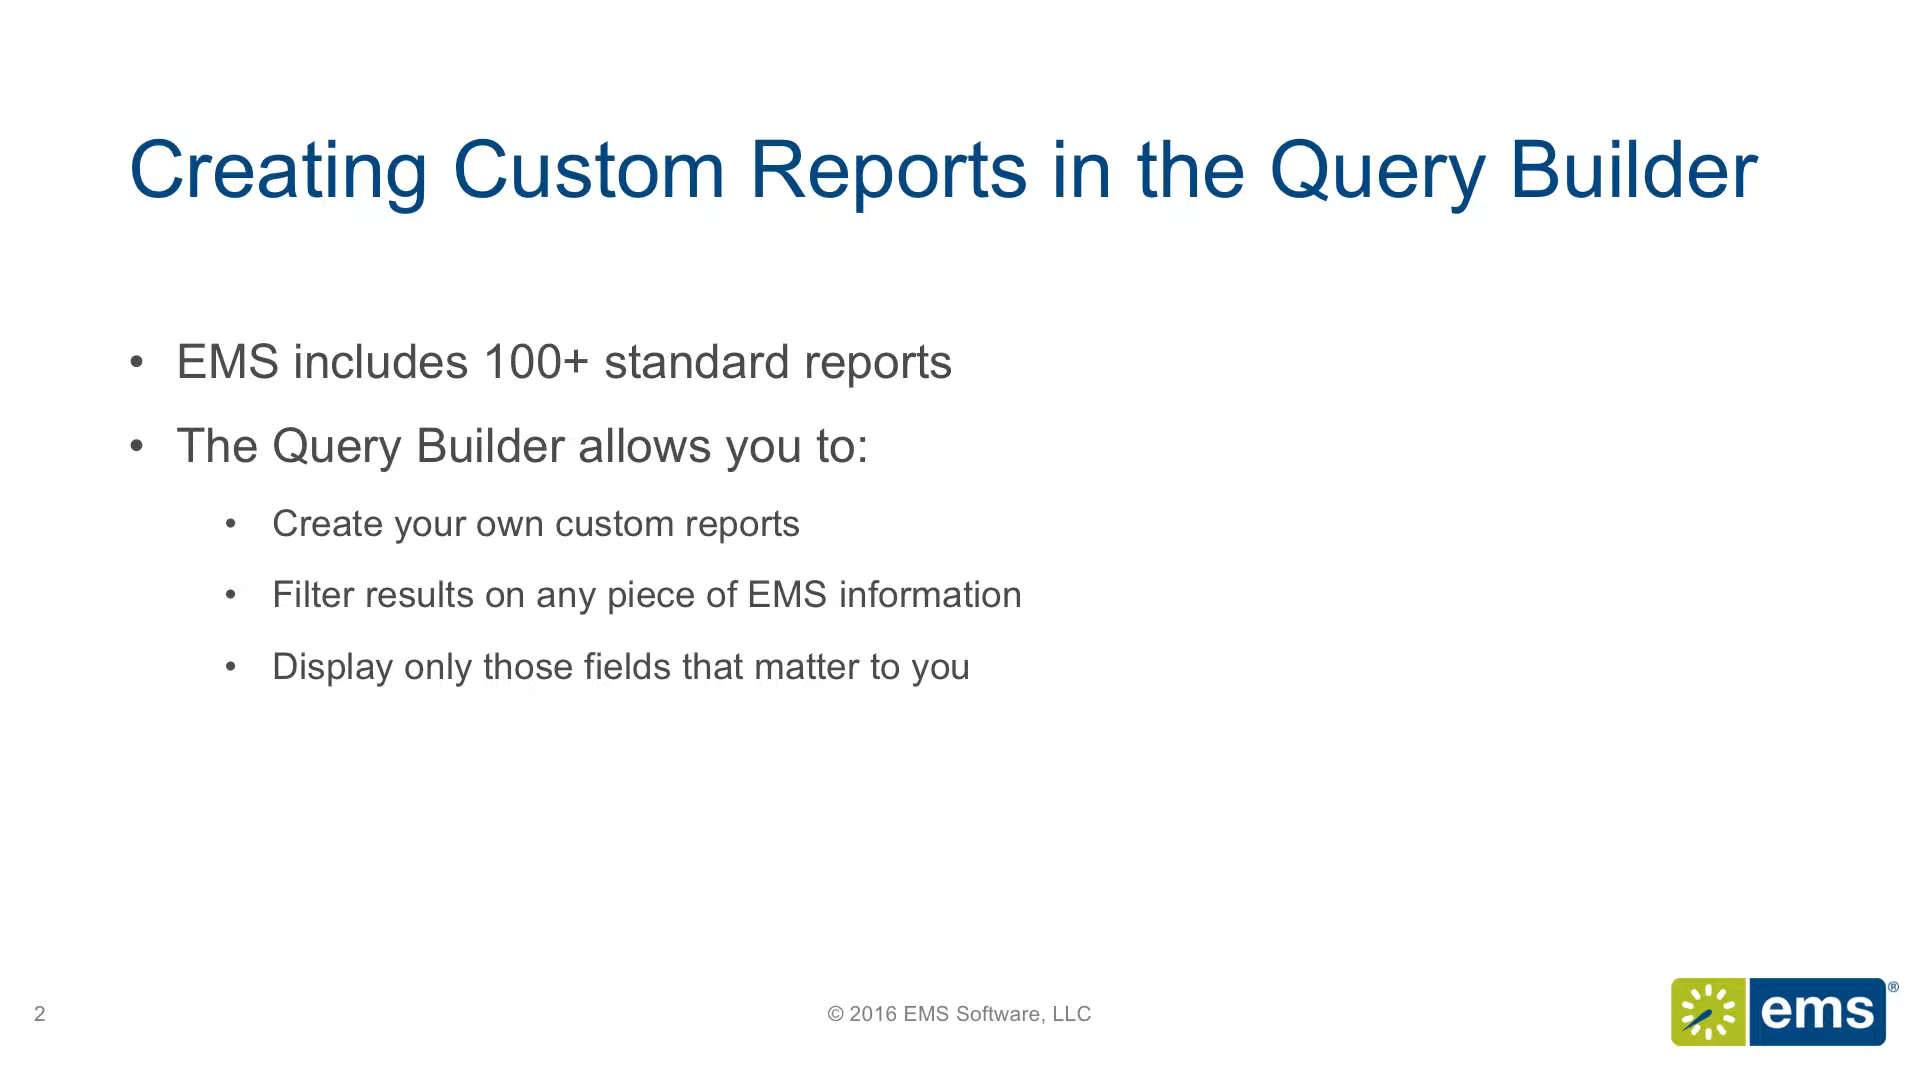 Creating Custom Reports in the Query Builder
• EMS includes 100+ standard reports
• The Query Builder allows you to:
• Create your own custom reports
• Filter results on any piece of EMS information
• Display only those fields that matter to you
2
© 2016 EMS Software, LLC
ems®